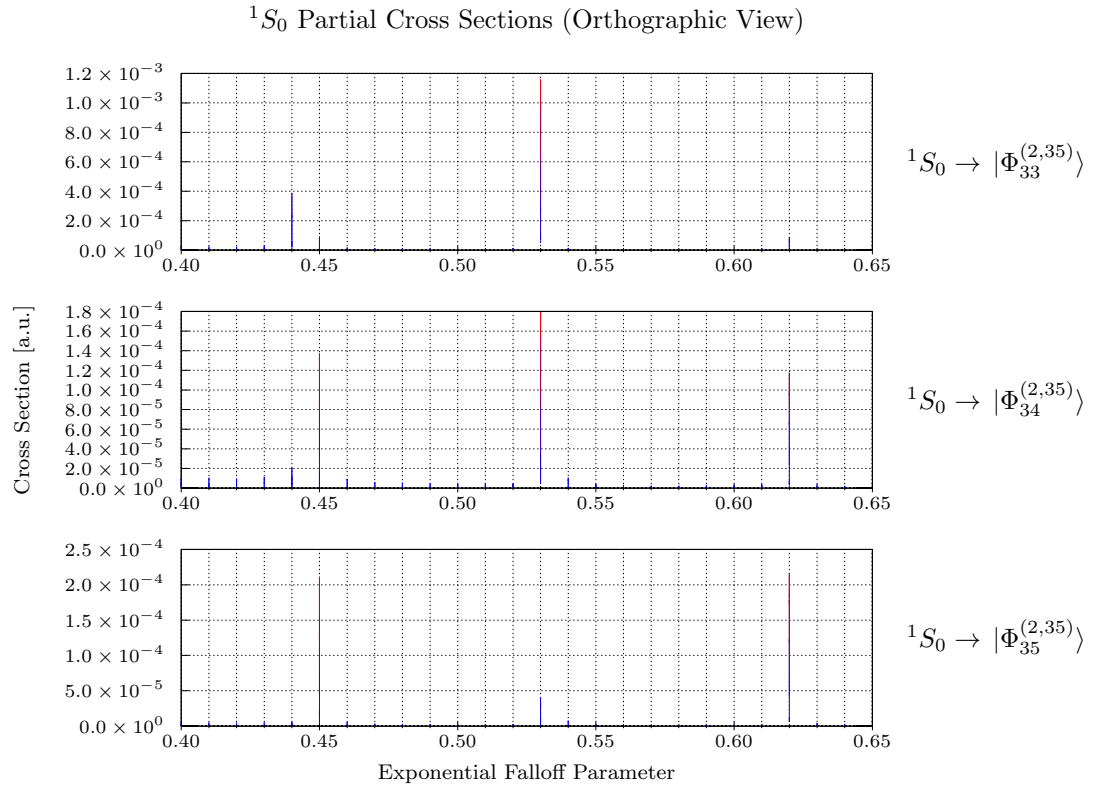 ¹S₀ Partial Cross Sections (Orthographic View)
1.2 × 10⁻³
1.0 × 10⁻³
8.0 × 10⁻⁴
6.0 × 10⁻⁴
4.0 × 10⁻⁴
2.0 × 10⁻⁴
0.0 × 10⁰
0.40 0.45 0.50 0.55 0.60 0.65
¹S₀ → |Φ₃₃⁽²,³⁵⁾⟩
Cross Section [a.u.]
1.8 × 10⁻⁴
1.6 × 10⁻⁴
1.4 × 10⁻⁴
1.2 × 10⁻⁴
1.0 × 10⁻⁴
8.0 × 10⁻⁵
6.0 × 10⁻⁵
4.0 × 10⁻⁵
2.0 × 10⁻⁵
0.0 × 10⁰
0.40 0.45 0.50 0.55 0.60 0.65
¹S₀ → |Φ₃₄⁽²,³⁵⁾⟩
2.5 × 10⁻⁴
2.0 × 10⁻⁴
1.5 × 10⁻⁴
1.0 × 10⁻⁴
5.0 × 10⁻⁵
0.0 × 10⁰
0.40 0.45 0.50 0.55 0.60 0.65
¹S₀ → |Φ₃₅⁽²,³⁵⁾⟩
Exponential Falloff Parameter